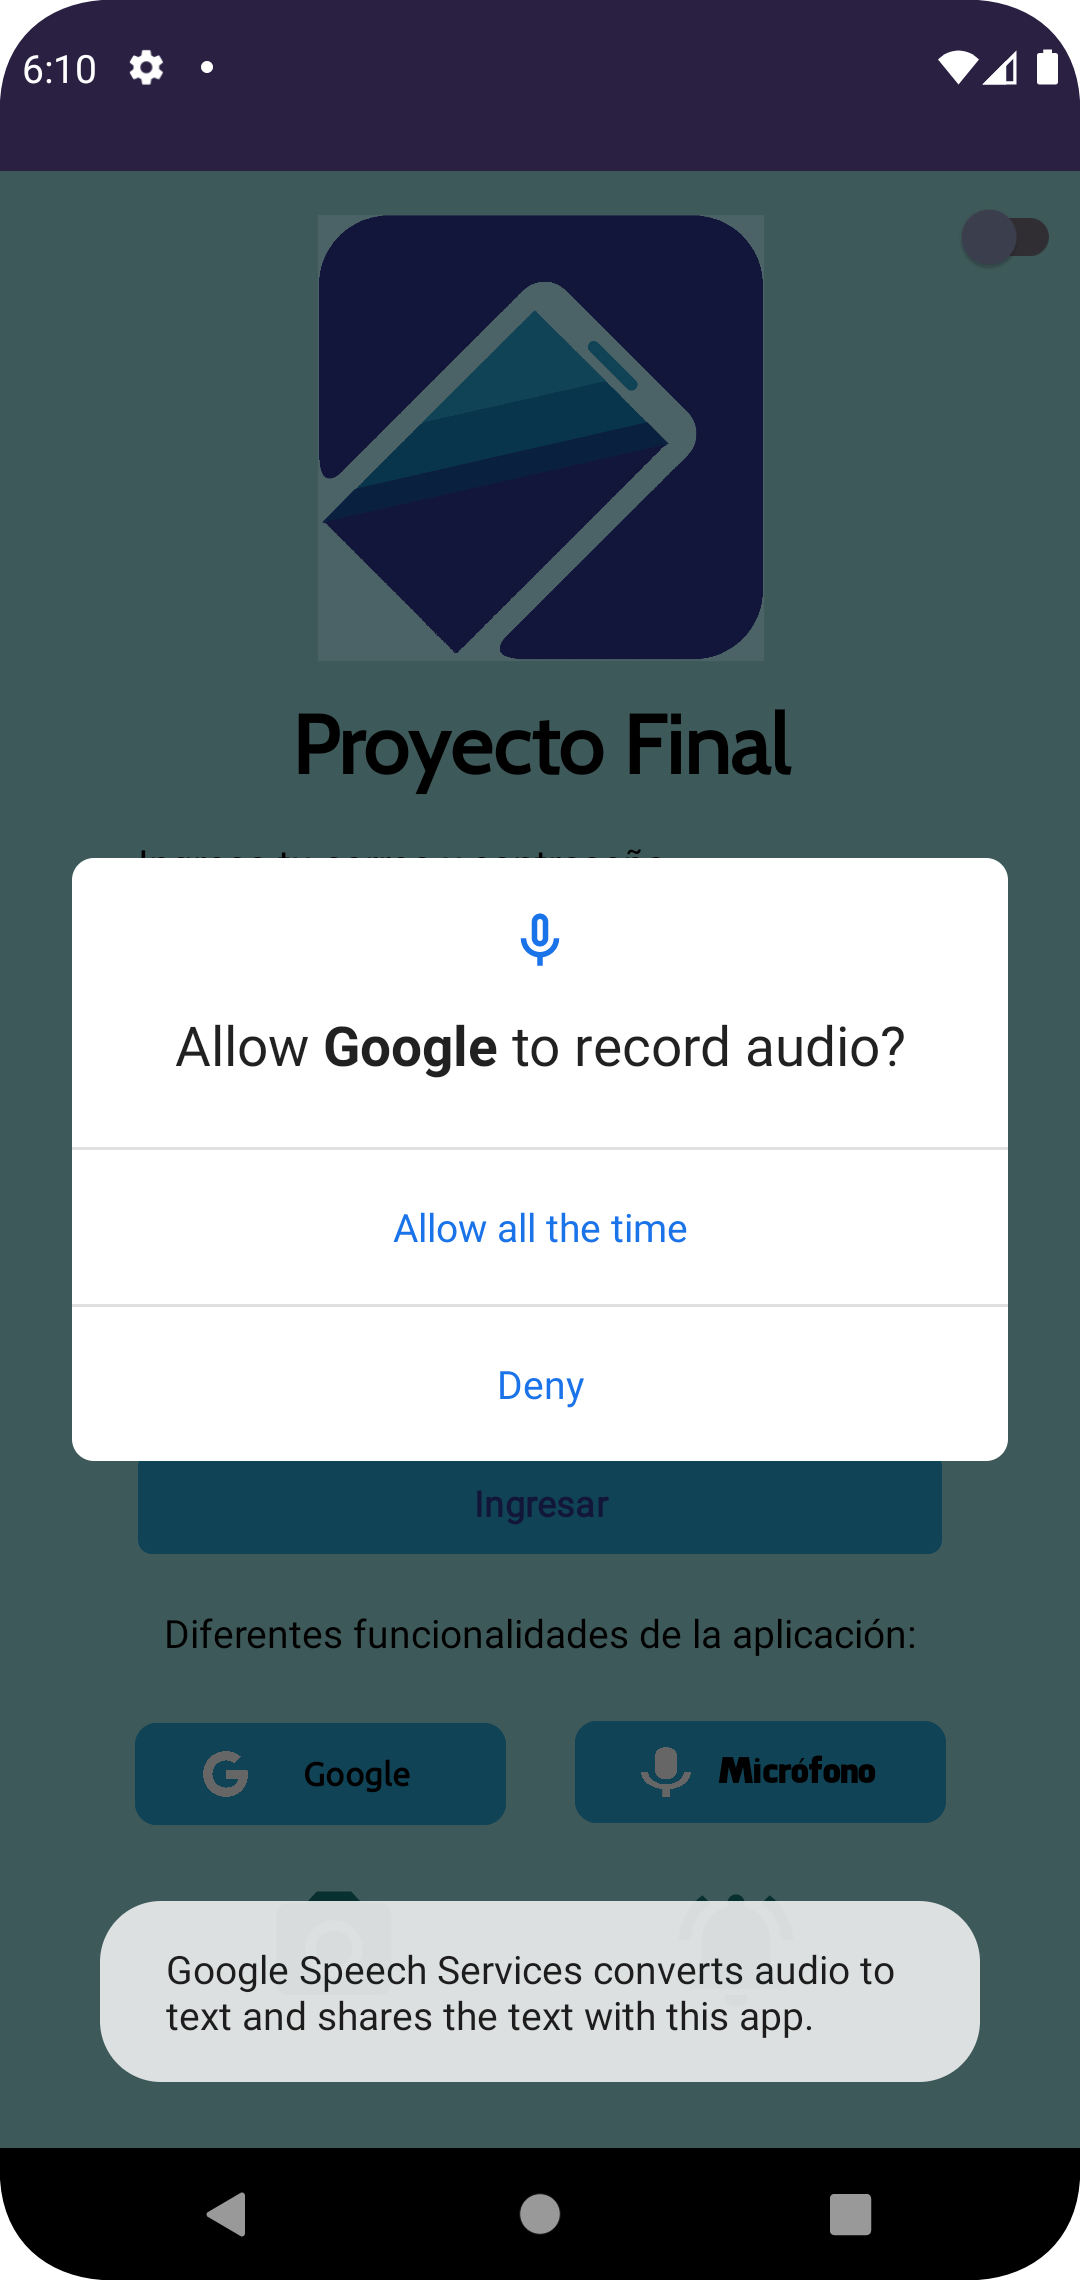 6:10
Proyecto Final
Allow Google to record audio?
Allow all the time
Deny
Ingresar
Diferentes funcionalidades de la aplicación:
Google
Micrófono
Google Speech Services converts audio to
text and shares the text with this app.